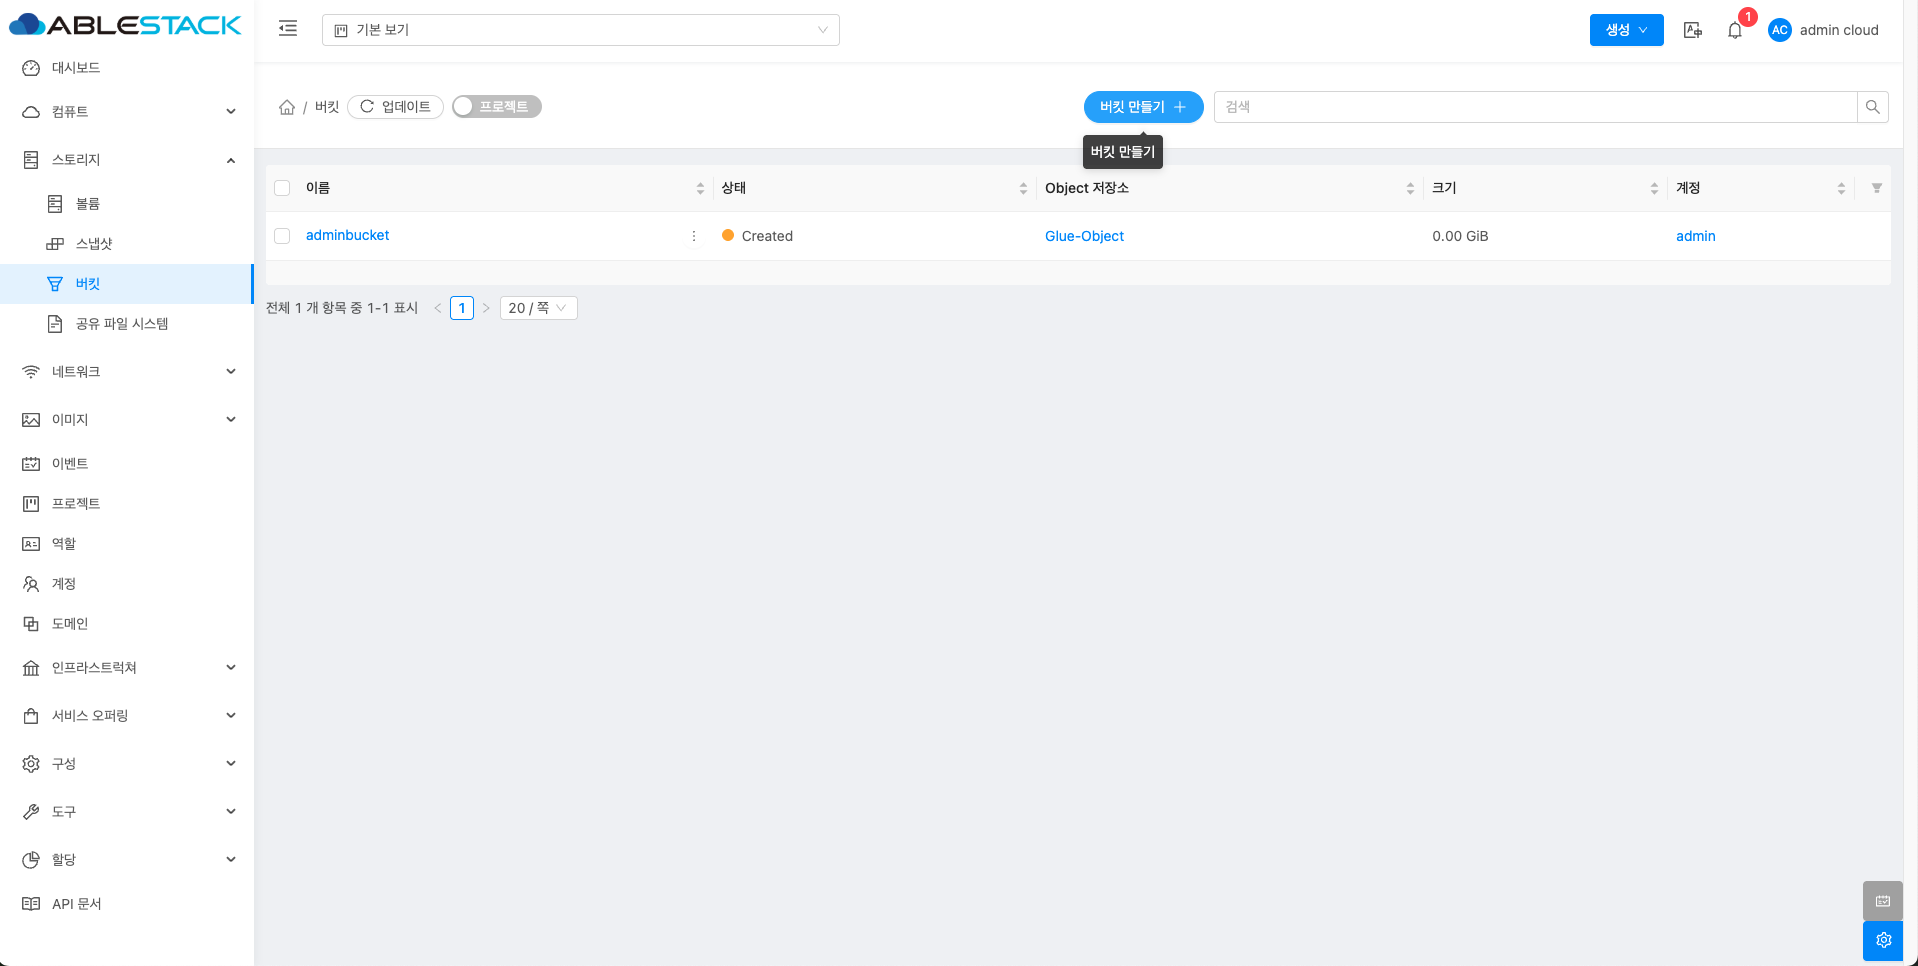 ABLESTACK
기본 보기
생성
1
AC
admin cloud
대시보드
컴퓨트
스토리지
볼륨
스냅샷
버킷
공유 파일 시스템
네트워크
이미지
이벤트
프로젝트
역할
계정
도메인
인프라스트럭쳐
서비스 오퍼링
구성
도구
할당
API 문서
/ 버킷
업데이트
프로젝트
버킷 만들기
검색
버킷 만들기
이름 상태 Object 저장소 크기 계정
adminbucket Created Glue-Object 0.00 GiB admin
전체 1 개 항목 중 1-1 표시 1 20 / 쪽